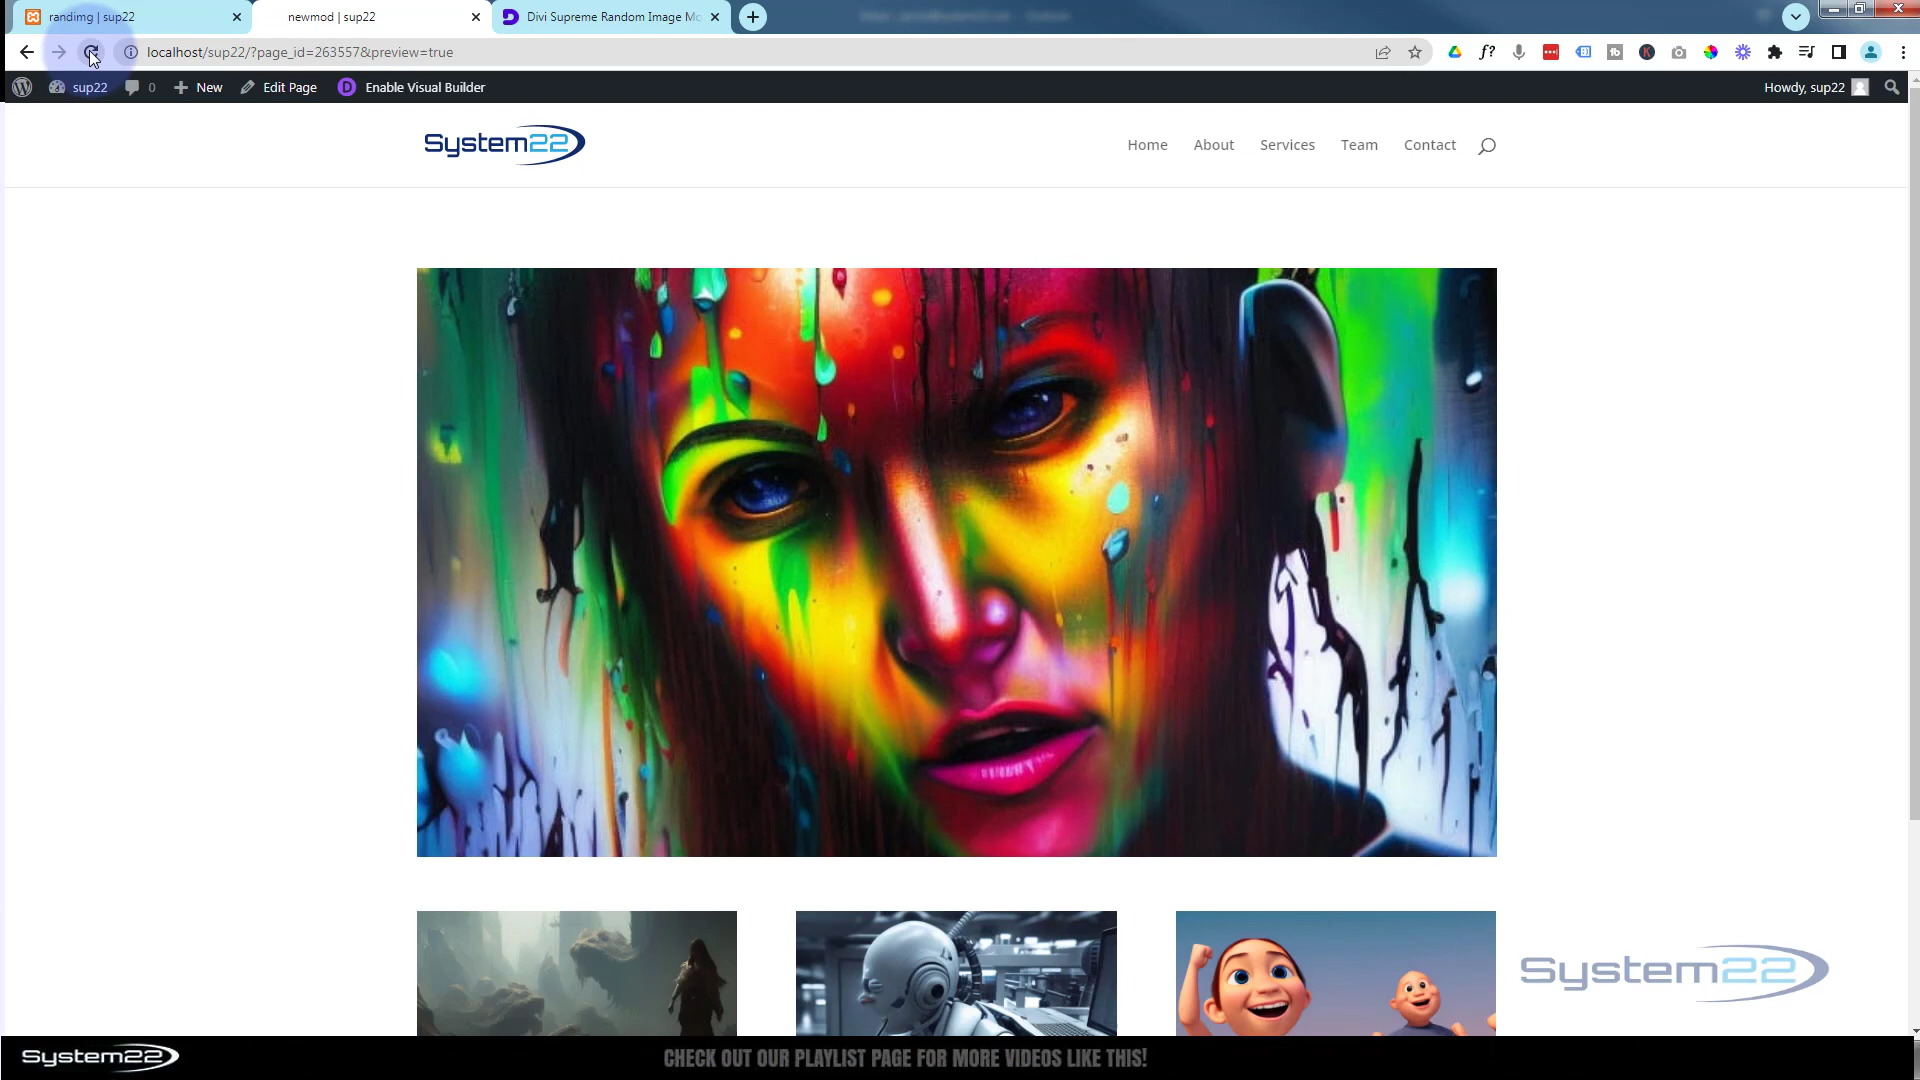 randimg | sup22
newmod | sup22
Divi Supreme Random Image Mo
localhost/sup22/?page_id=263557&preview=true
sup22
0
New
Edit Page
Enable Visual Builder
Howdy, sup22
System22
Home
About
Services
Team
Contact
System22
System22
CHECK OUT OUR PLAYLIST PAGE FOR MORE VIDEOS LIKE THIS!